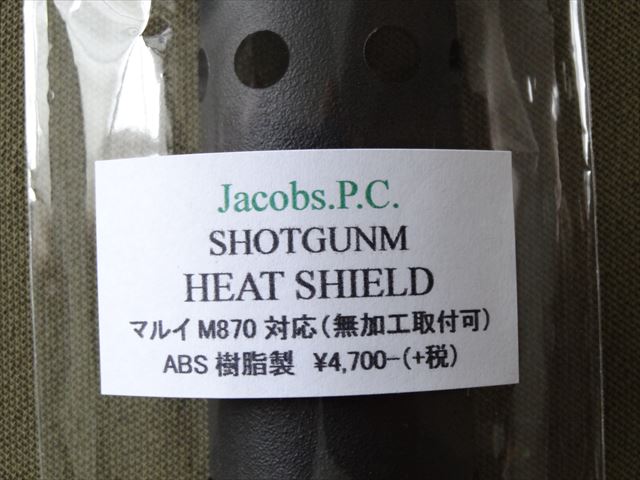 Jacobs.P.C.
SHOTGUNM
HEAT SHIELD
マルイ M870 対応(無加工取付可)
ABS 樹脂製 ¥4,700-(+税)